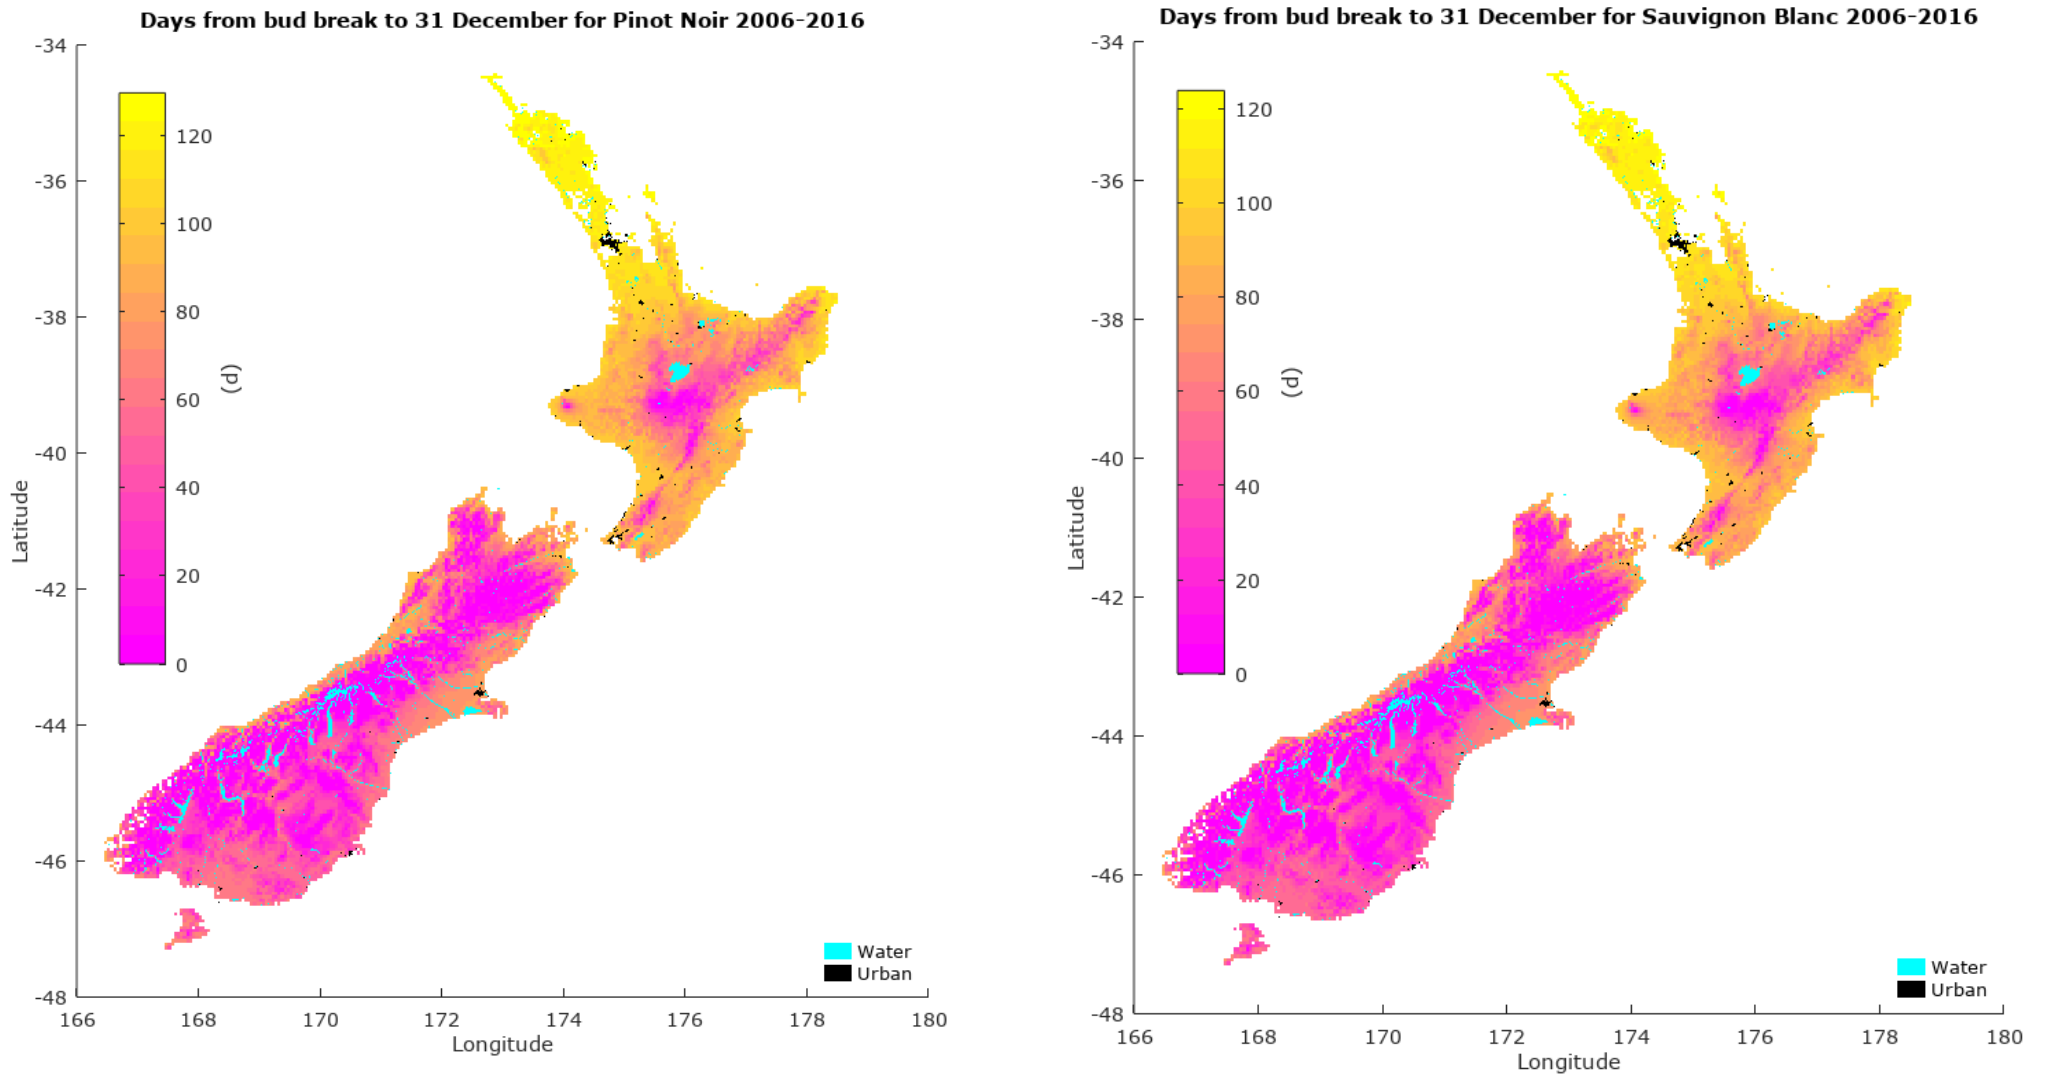 Days from bud break to 31 December for Pinot Noir 2006-2016
-34
-36
-38
-40
-42
-44
-46
-48
Latitude
120
100
80
60
40
20
0
(d)
Water
Urban
166 168 170 172 174 176 178 180
Longitude
Days from bud break to 31 December for Sauvignon Blanc 2006-2016
-34
-36
-38
-40
-42
-44
-46
-48
Latitude
120
100
80
60
40
20
0
(d)
Water
Urban
166 168 170 172 174 176 178 180
Longitude